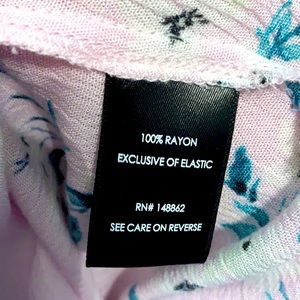 100% RAYON
EXCLUSIVE OF ELASTIC
RN# 148862
SEE CARE ON REVERSE